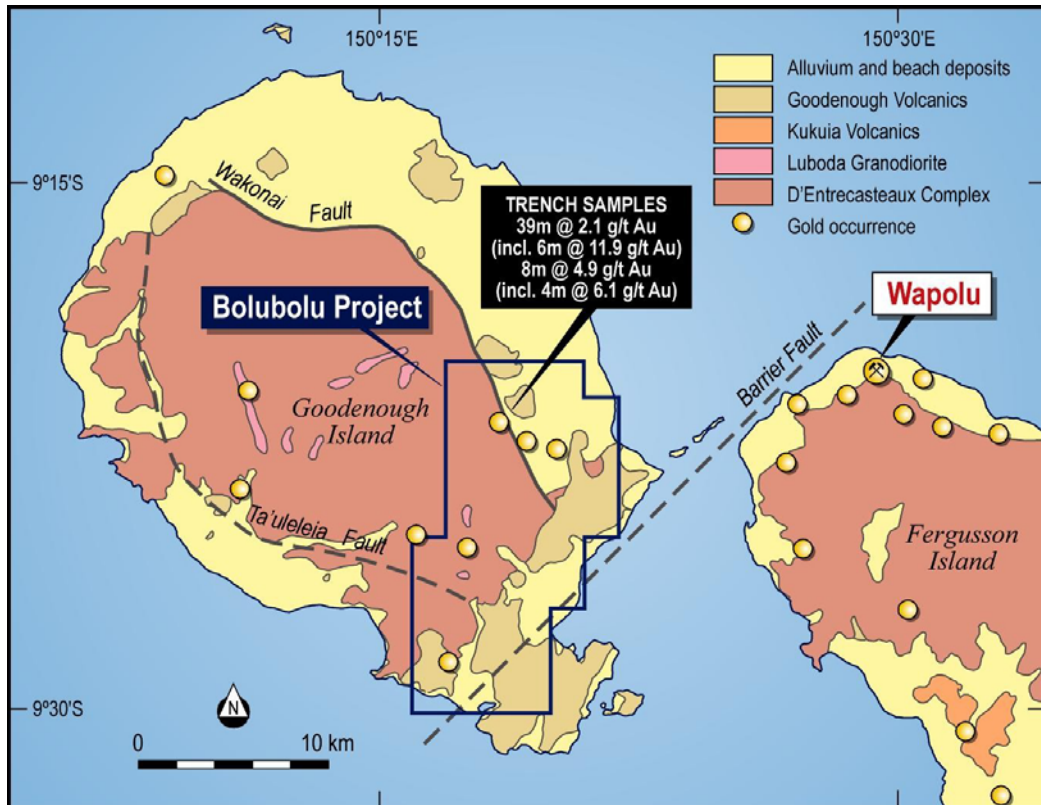 150°15'E
150°30'E
Alluvium and beach deposits
Goodenough Volcanics
Kukuia Volcanics
Luboda Granodiorite
D'Entrecasteaux Complex
Gold occurrence
9°15'S
Wakonai
Fault
TRENCH SAMPLES
39m @ 2.1 g/t Au
(incl. 6m @ 11.9 g/t Au)
8m @ 4.9 g/t Au
(incl. 4m @ 6.1 g/t Au)
Bolubolu Project
Wapolu
Barrier Fault
Goodenough
Island
Ta'uleleia Fault
Fergusson
Island
9°30'S
N
0
10 km